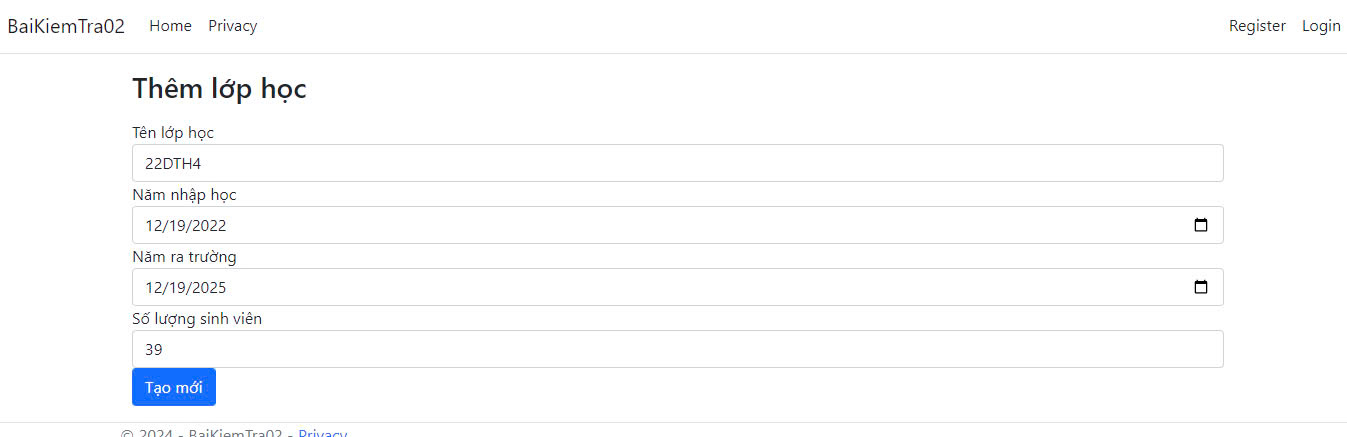 BaiKiemTra02 Home Privacy Register Login
Thêm lớp học
Tên lớp học
22DTH4
Năm nhập học
12/19/2022
Năm ra trường
12/19/2025
Số lượng sinh viên
39
Tạo mới
© 2024 - BaiKiemTra02 - Privacy